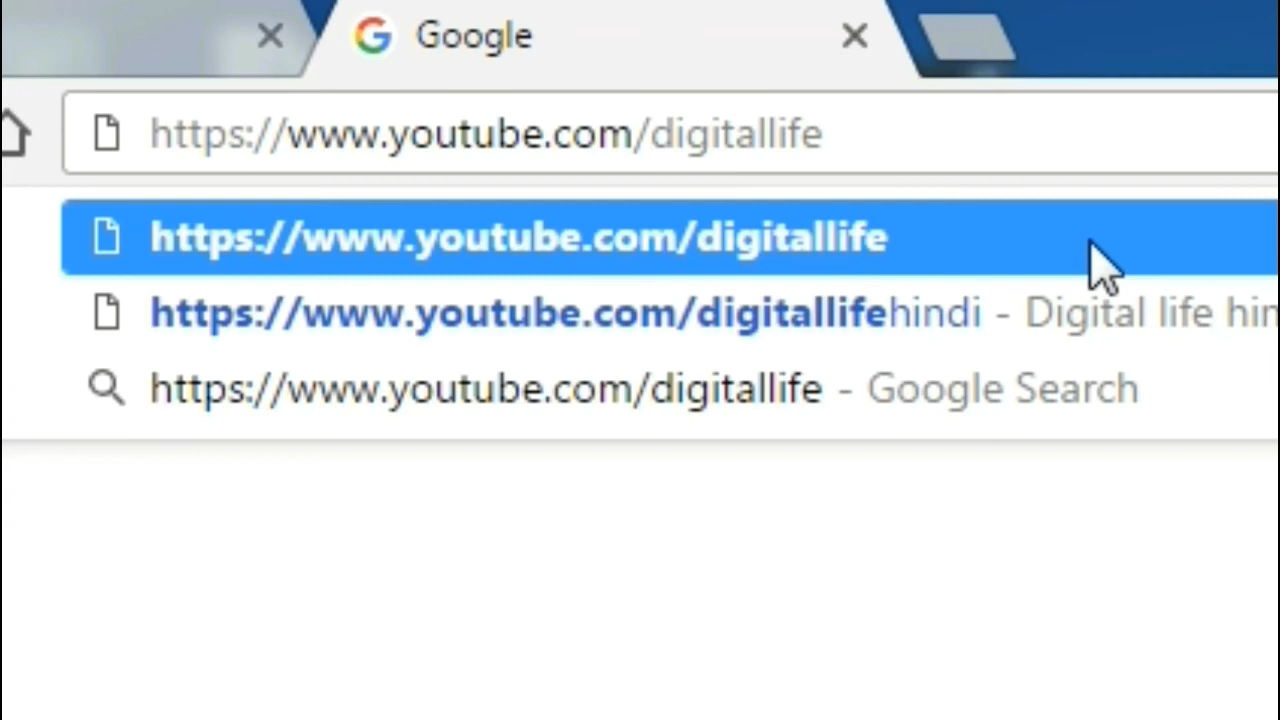 Google
https://www.youtube.com/digitallife
https://www.youtube.com/digitallife
https://www.youtube.com/digitallifehindi - Digital life
https://www.youtube.com/digitallife - Google Search